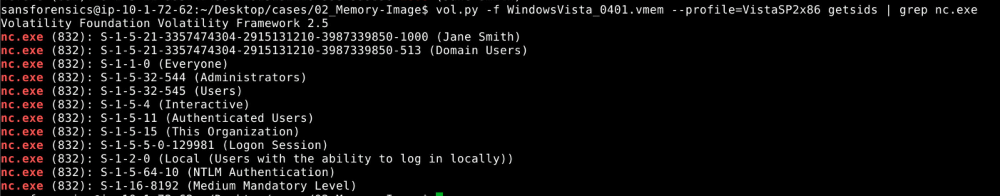 sansforensics@ip-10-1-72-62:~/Desktop/cases/02_Memory-Image$ vol.py -f WindowsVista_0401.vmem --profile=VistaSP2x86 getsids | grep nc.exe
Volatility Foundation Volatility Framework 2.5
nc.exe (832): S-1-5-21-3357474304-2915131210-3987339850-1000 (Jane Smith)
nc.exe (832): S-1-5-21-3357474304-2915131210-3987339850-513 (Domain Users)
nc.exe (832): S-1-1-0 (Everyone)
nc.exe (832): S-1-5-32-544 (Administrators)
nc.exe (832): S-1-5-32-545 (Users)
nc.exe (832): S-1-5-4 (Interactive)
nc.exe (832): S-1-5-11 (Authenticated Users)
nc.exe (832): S-1-5-15 (This Organization)
nc.exe (832): S-1-5-5-0-129981 (Logon Session)
nc.exe (832): S-1-2-0 (Local (Users with the ability to log in locally))
nc.exe (832): S-1-5-64-10 (NTLM Authentication)
nc.exe (832): S-1-16-8192 (Medium Mandatory Level)